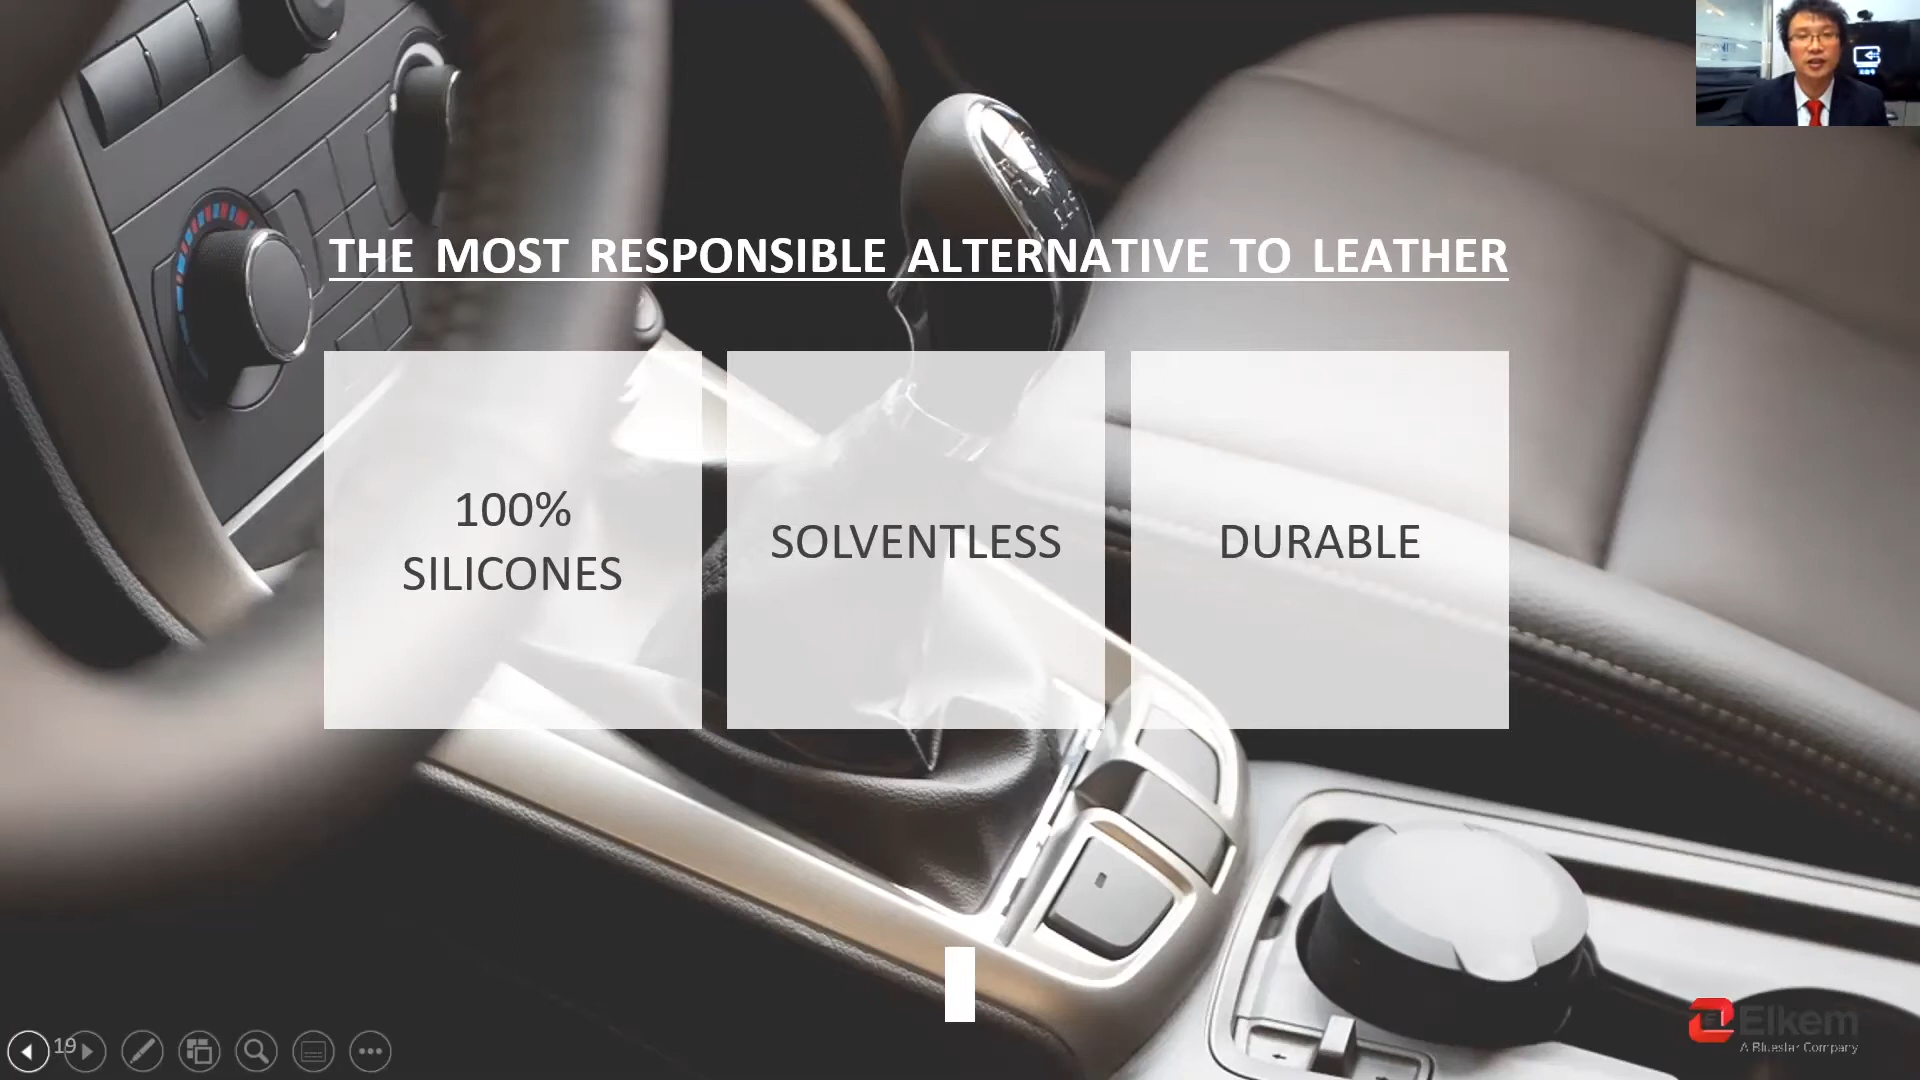 THE MOST RESPONSIBLE ALTERNATIVE TO LEATHER
100%
SILICONES
SOLVENTLESS
DURABLE
19
Elkem
A Bluestar Company